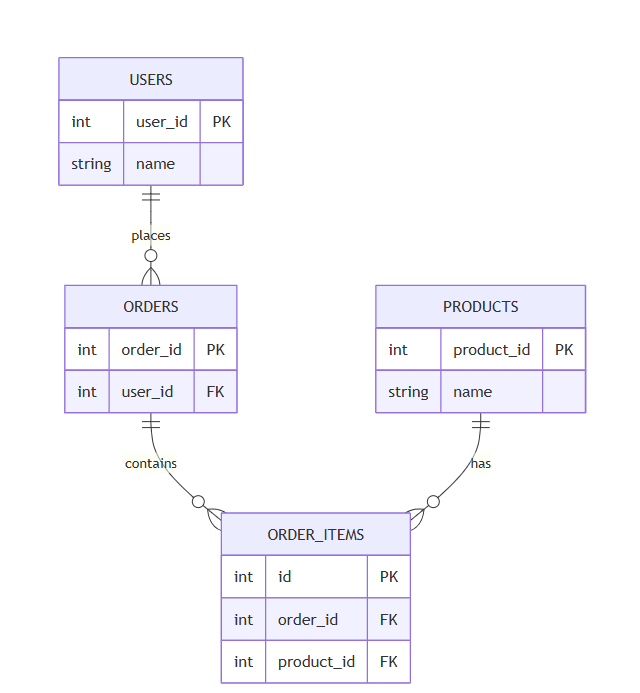 USERS
int user_id PK
string name
places
ORDERS
int order_id PK
int user_id FK
PRODUCTS
int product_id PK
string name
contains
has
ORDER_ITEMS
int id PK
int order_id FK
int product_id FK